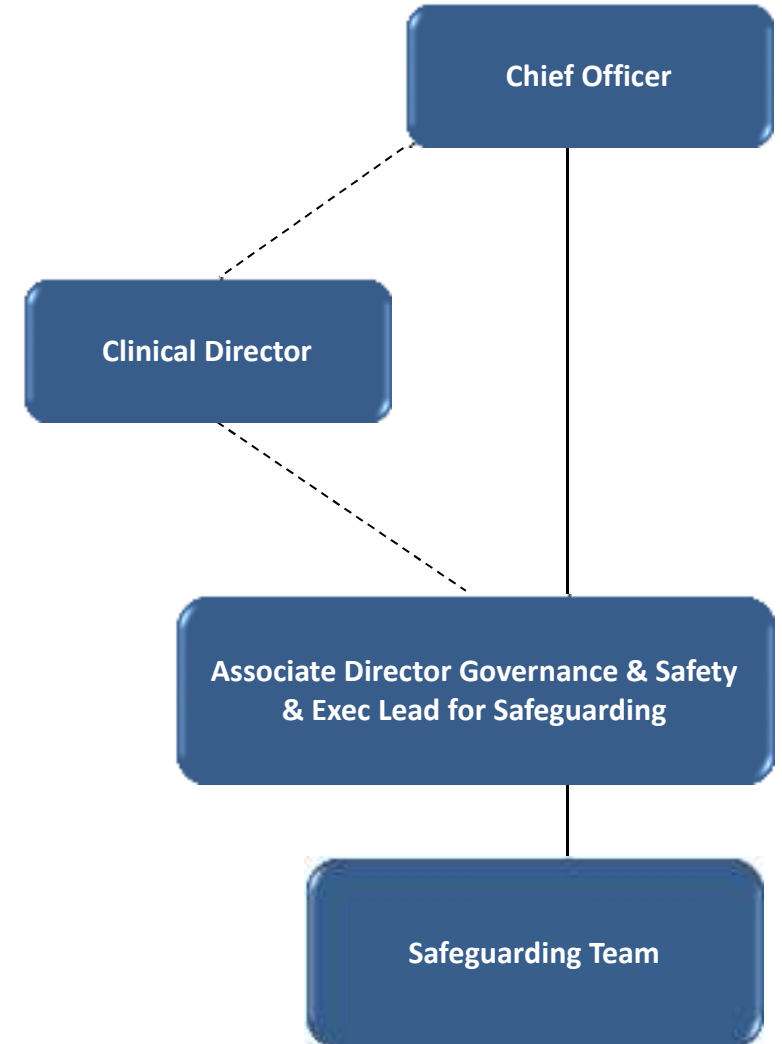 Chief Officer
Clinical Director
Associate Director Governance & Safety
& Exec Lead for Safeguarding
Safeguarding Team